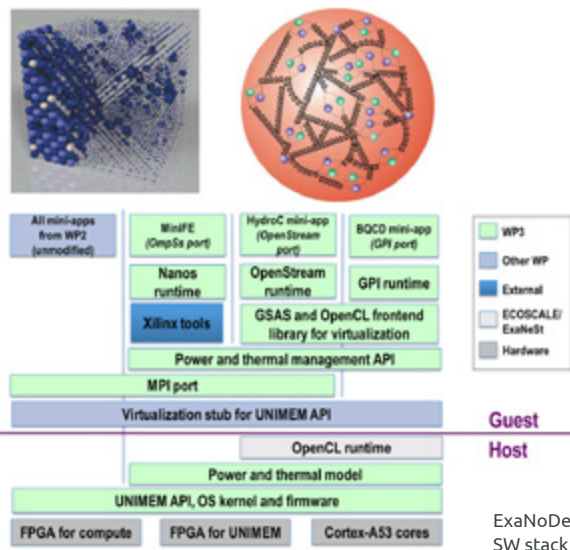 All mini-apps
from WP2
(unmodified)
MiniFE
(OmpSs port)
HydroC mini-app
(OpenStream
port)
BQCD mini-app
(GPI port)
Nanos
runtime
OpenStream
runtime
GPI runtime
Xilinx tools
GSAS and OpenCL frontend
library for virtualization
Power and thermal management API
MPI port
Virtualization stub for UNIMEM API
WP3
Other WP
External
ECOSCALE/
ExaNeSt
Hardware
Guest
Host
OpenCL runtime
Power and thermal model
UNIMEM API, OS kernel and firmware
FPGA for compute
FPGA for UNIMEM
Cortex-A53 cores
ExaNoDe
SW stack